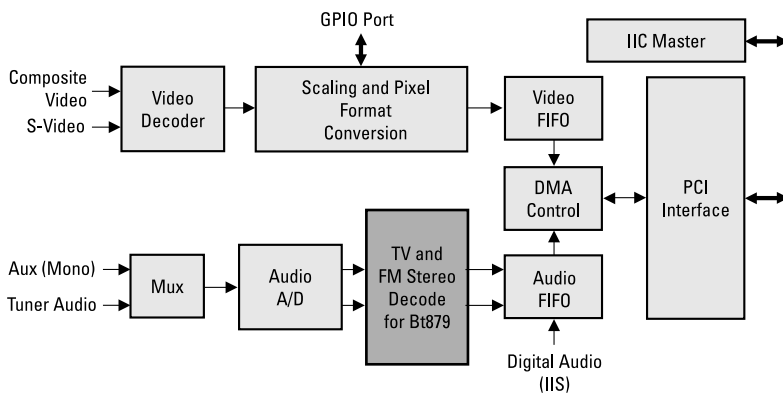 GPIO Port
IIC Master
Composite
Video
S-Video
Video
Decoder
Scaling and Pixel
Format
Conversion
Video
FIFO
DMA
Control
PCI
Interface
Aux (Mono)
Tuner Audio
Mux
Audio
A/D
TV and
FM Stereo
Decode
for Bt879
Audio
FIFO
Digital Audio
(IIS)